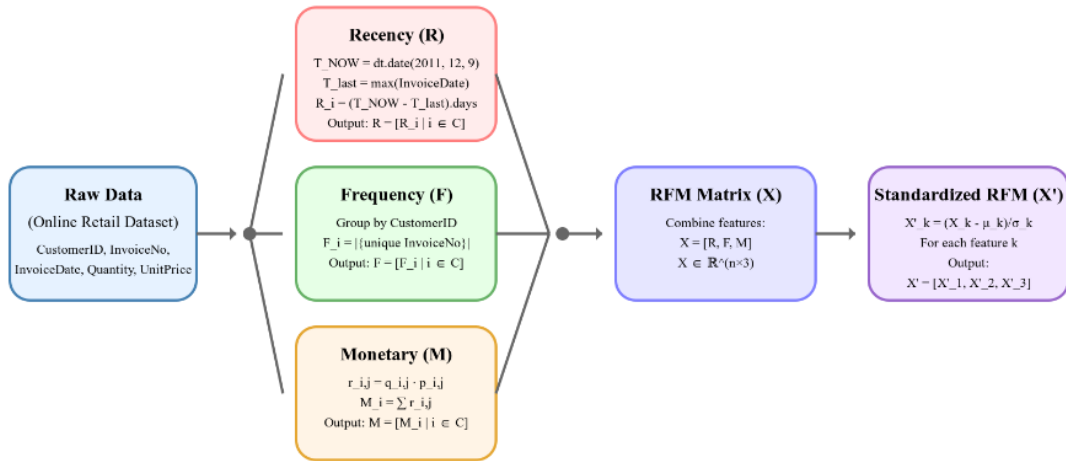 Raw Data
(Online Retail Dataset)
CustomerID, InvoiceNo,
InvoiceDate, Quantity, UnitPrice
Recency (R)
T_NOW = dt.date(2011, 12, 9)
T_last = max(InvoiceDate)
R_i = (T_NOW - T_last).days
Output: R = [R_i | i ∈ C]
Frequency (F)
Group by CustomerID
F_i = |{unique InvoiceNo}|
Output: F = [F_i | i ∈ C]
Monetary (M)
r_i,j = q_i,j · p_i,j
M_i = ∑ r_i,j
Output: M = [M_i | i ∈ C]
RFM Matrix (X)
Combine features:
X = [R, F, M]
X ∈ ℝ^(n×3)
Standardized RFM (X')
X'_k = (X_k - μ_k)/σ_k
For each feature k
Output:
X' = [X'_1, X'_2, X'_3]